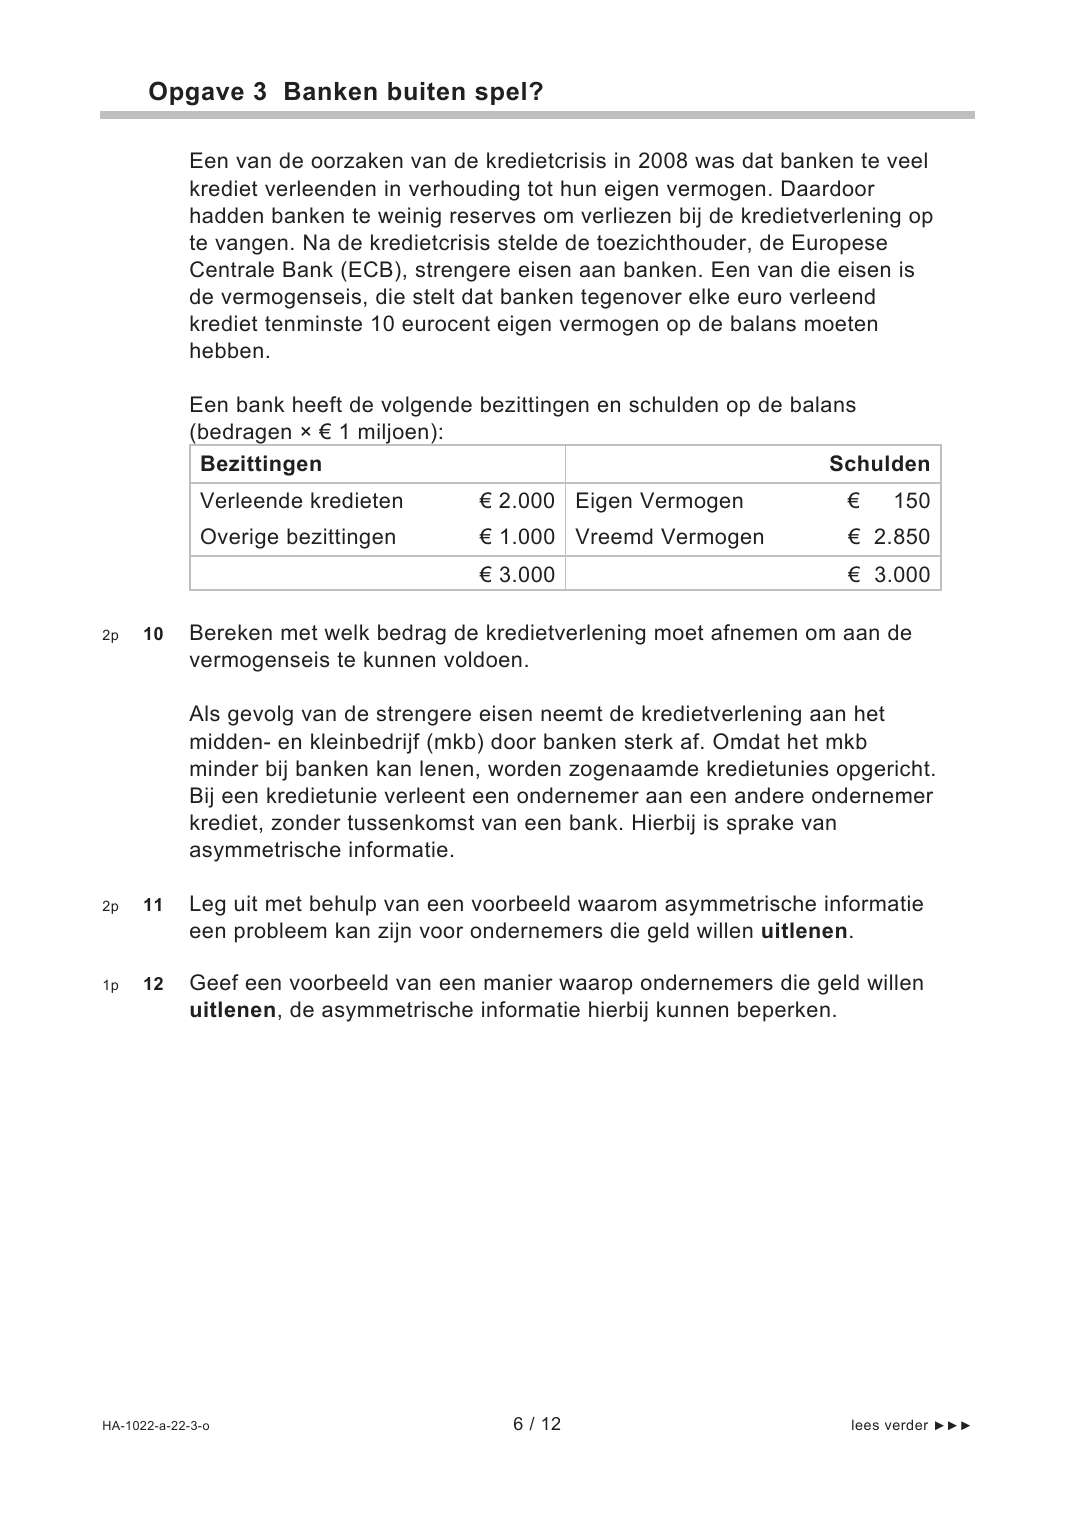 Opgave 3 Banken buiten spel?
Een van de oorzaken van de kredietcrisis in 2008 was dat banken te veel
krediet verleenden in verhouding tot hun eigen vermogen. Daardoor
hadden banken te weinig reserves om verliezen bij de kredietverlening op
te vangen. Na de kredietcrisis stelde de toezichthouder, de Europese
Centrale Bank (ECB), strengere eisen aan banken. Een van die eisen is
de vermogenseis, die stelt dat banken tegenover elke euro verleend
krediet tenminste 10 eurocent eigen vermogen op de balans moeten
hebben.
Een bank heeft de volgende bezittingen en schulden op de balans
(bedragen × € 1 miljoen):
Bezittingen Schulden
Verleende kredieten € 2.000 Eigen Vermogen € 150
Overige bezittingen € 1.000 Vreemd Vermogen € 2.850
€ 3.000 € 3.000
2p 10 Bereken met welk bedrag de kredietverlening moet afnemen om aan de
vermogenseis te kunnen voldoen.
Als gevolg van de strengere eisen neemt de kredietverlening aan het
midden- en kleinbedrijf (mkb) door banken sterk af. Omdat het mkb
minder bij banken kan lenen, worden zogenaamde kredietunies opgericht.
Bij een kredietunie verleent een ondernemer aan een andere ondernemer
krediet, zonder tussenkomst van een bank. Hierbij is sprake van
asymmetrische informatie.
2p 11 Leg uit met behulp van een voorbeeld waarom asymmetrische informatie
een probleem kan zijn voor ondernemers die geld willen uitlenen.
1p 12 Geef een voorbeeld van een manier waarop ondernemers die geld willen
uitlenen, de asymmetrische informatie hierbij kunnen beperken.
HA-1022-a-22-3-o 6 / 12 lees verder ►►►